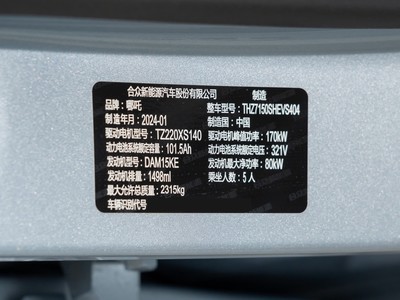 合众新能源汽车股份有限公司 制造
品牌：哪吒 整车型号：THZ7150SHEVS404
制造年月：2024-01 制造国：中国
驱动电机型号：TZ220XS140 驱动电机峰值功率：170kW
动力电池系统额定容量：101.5Ah 动力电池系统额定电压：321V
发动机型号：DAM15KE 发动机最大净功率：80kW
发动机排量：1498ml 乘坐人数：5人
最大允许总质量：2315kg
车辆识别代号